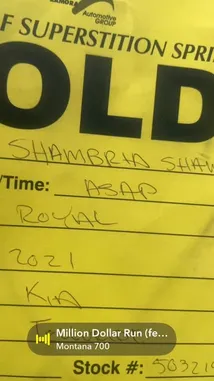 Automotive
GROUP
F SUPERSTITION SPRI
OLD
SHAMBRIA SHAW
/Time: ASAP
ROYAL
2021
KIA
Million Dollar Run (fe...
Montana 700
Stock #: 503219